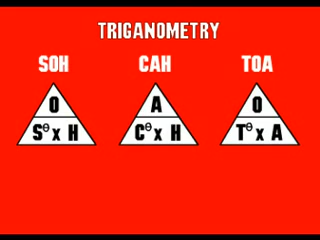 TRIGANOMETRY
SOH CAH TOA
O A O
Sθ x H Cθ x H Tθ x A